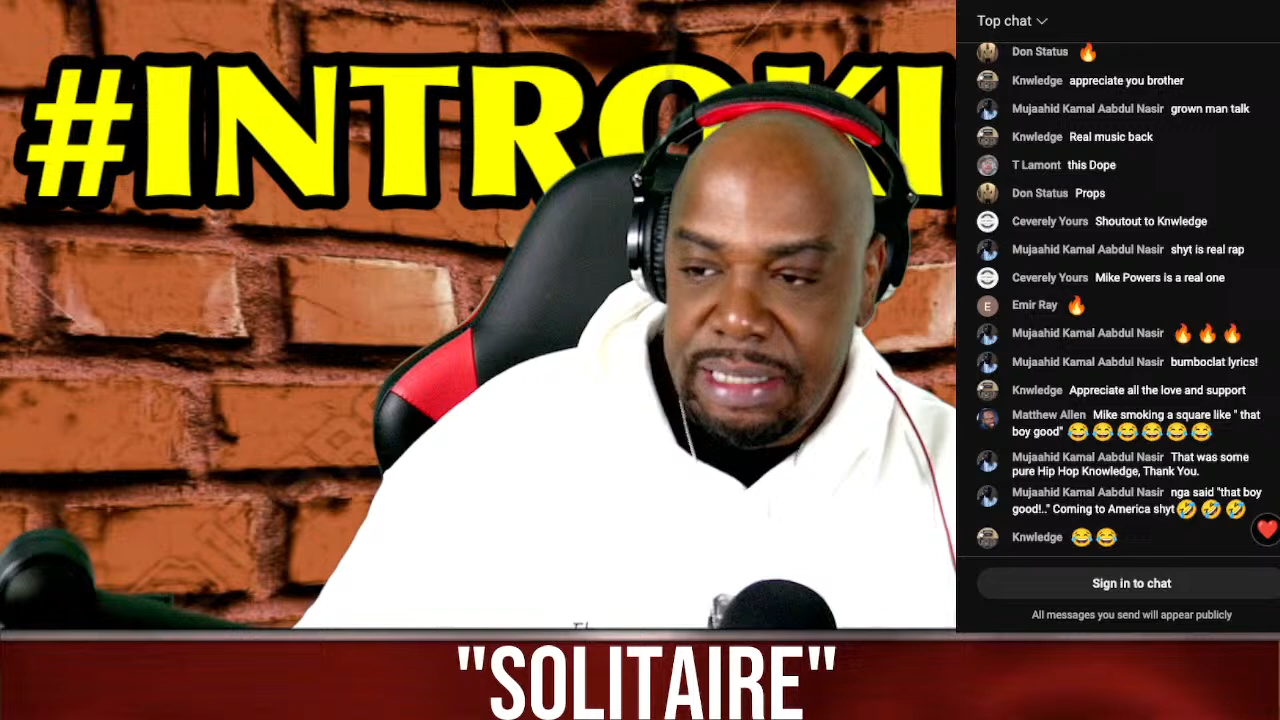 #INTRO KI
Top chat
Don Status 🔥
Knwledge appreciate you brother
Mujaahid Kamal Aabdul Nasir grown man talk
Knwledge Real music back
T Lamont this Dope
Don Status Props
Ceverely Yours Shoutout to Knwledge
Mujaahid Kamal Aabdul Nasir shyt is real rap
Ceverely Yours Mike Powers is a real one
E
Emir Ray 🔥
Mujaahid Kamal Aabdul Nasir 🔥🔥🔥
Mujaahid Kamal Aabdul Nasir bumboclat lyrics!
Knwledge Appreciate all the love and support
Matthew Allen Mike smoking a square like " that
boy good" 😂😂😂😂😂😂
Mujaahid Kamal Aabdul Nasir That was some
pure Hip Hop Knowledge, Thank You.
Mujaahid Kamal Aabdul Nasir nga said "that boy
good!.." Coming to America shyt🤣🤣🤣
Knwledge 😂😂
Sign in to chat
All messages you send will appear publicly
"SOLITAIRE"